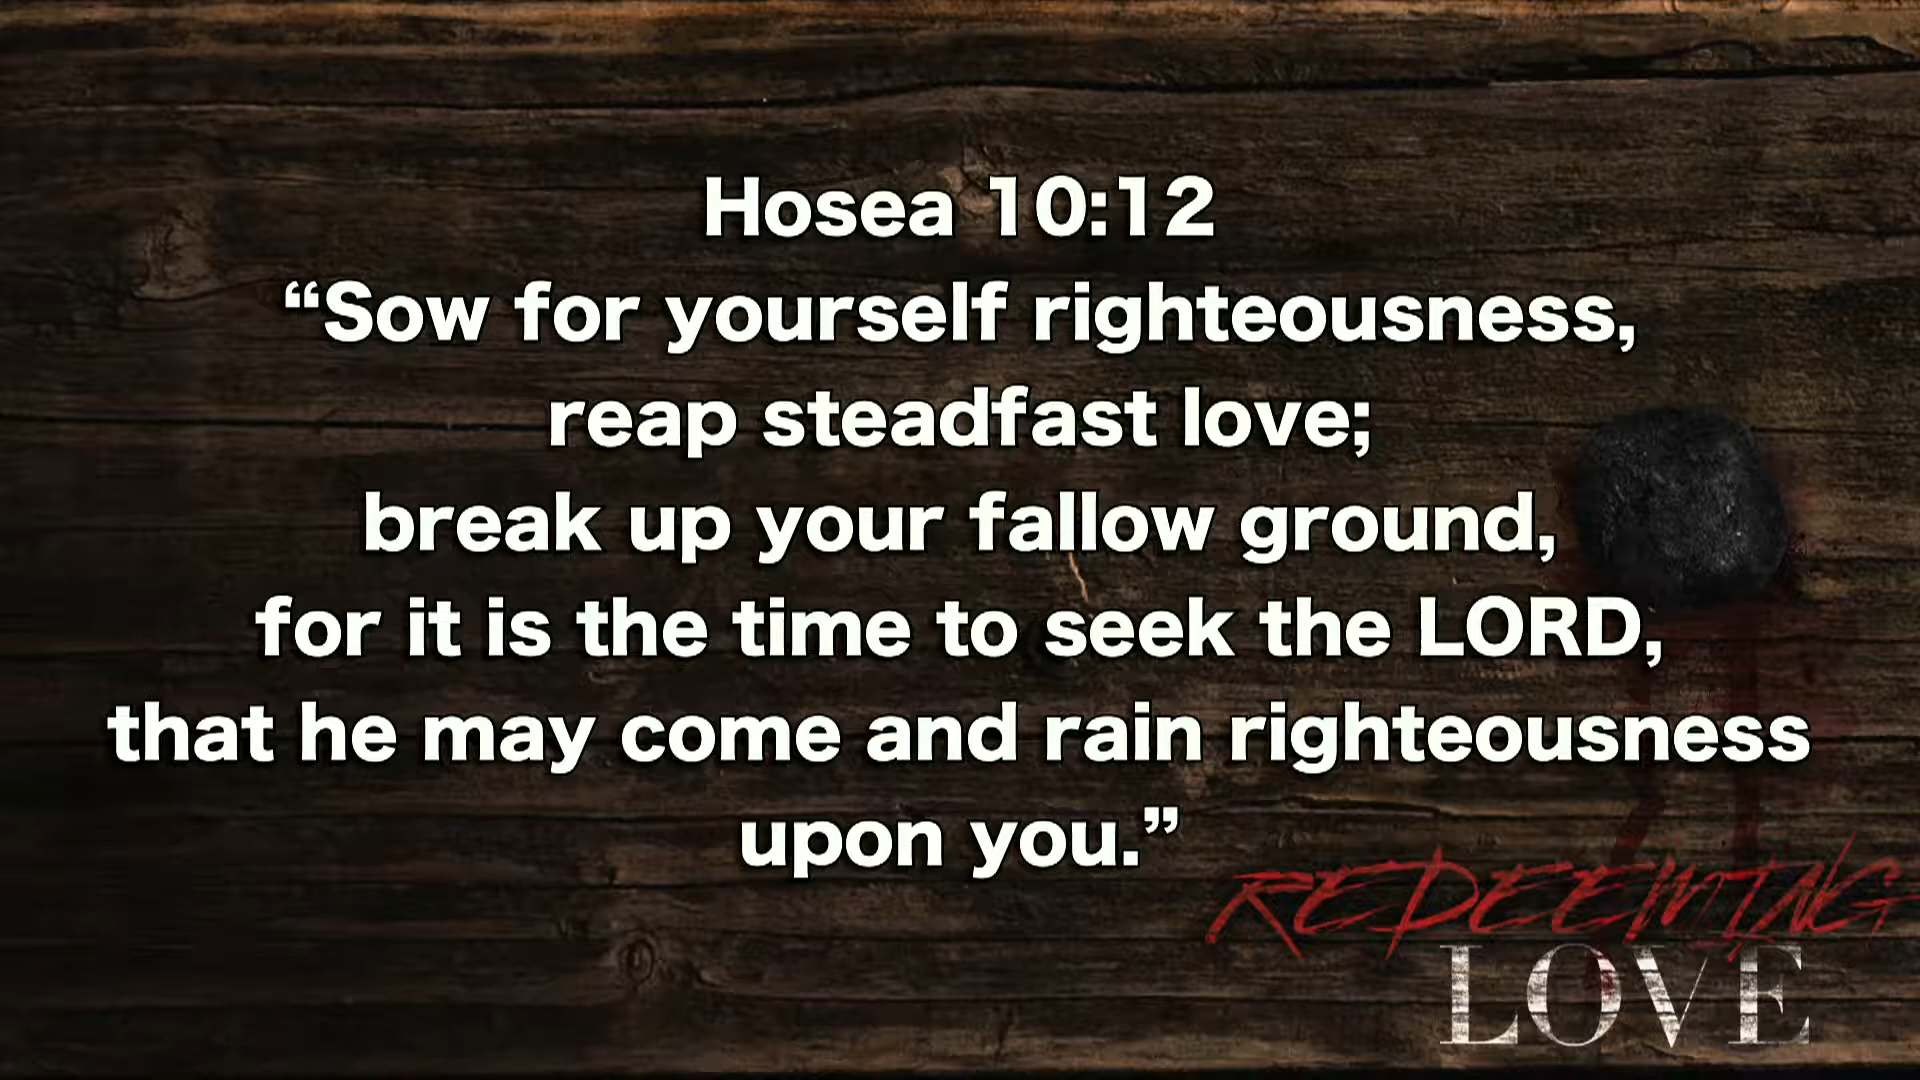 Hosea 10:12
“Sow for yourself righteousness,
reap steadfast love;
break up your fallow ground,
for it is the time to seek the LORD,
that he may come and rain righteousness
upon you.”
REDEEMING
LOVE